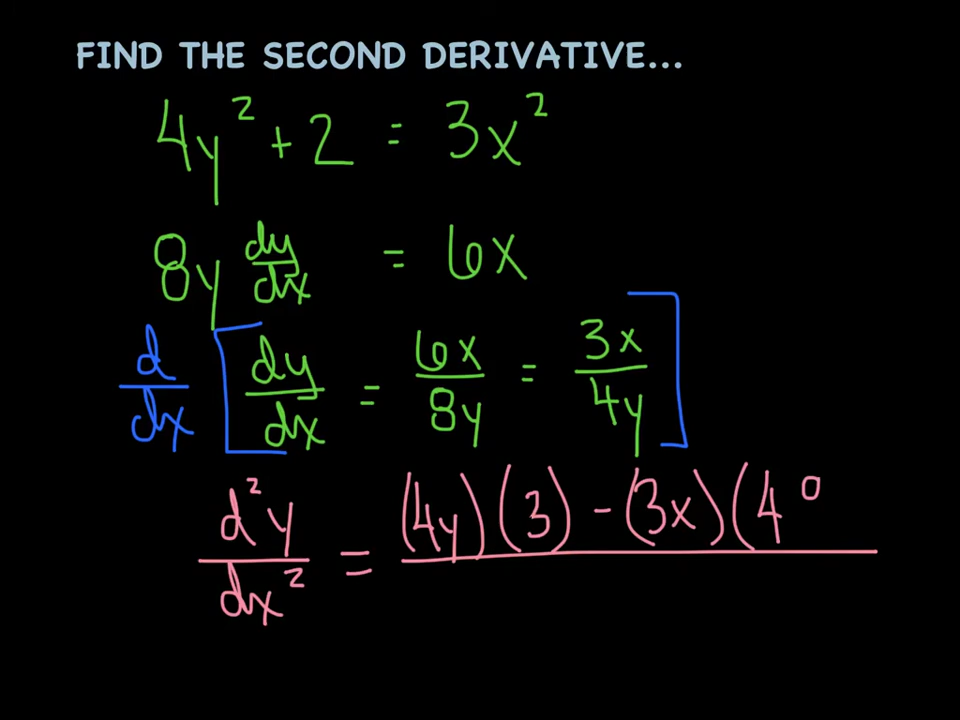 FIND THE SECOND DERIVATIVE...
4y² + 2 = 3x²
8y dy/dx = 6x
d/dx [dy/dx = 6x/8y = 3x/4y]
d²y/dx² = (4y)(3) - (3x)(4